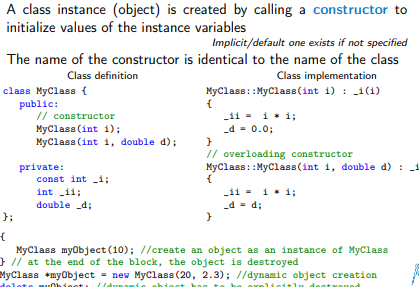 A class instance (object) is created by calling a constructor to
initialize values of the instance variables
Implicit/default one exists if not specified
The name of the constructor is identical to the name of the class
Class definition
class MyClass {
public:
// constructor
MyClass(int i);
MyClass(int i, double d);
private:
const int _i;
int _ii;
double _d;
};
Class implementation
MyClass::MyClass(int i) : _i(i)
{
_ii = i * i;
_d = 0.0;
}
// overloading constructor
MyClass::MyClass(int i, double d) : _i
{
_ii = i * i;
_d = d;
}
{
MyClass myObject(10); //create an object as an instance of MyClass
} // at the end of the block, the object is destroyed
MyClass *myObject = new MyClass(20, 2.3); //dynamic object creation
delete myObject; //dynamic object has to be explicitly destroyed